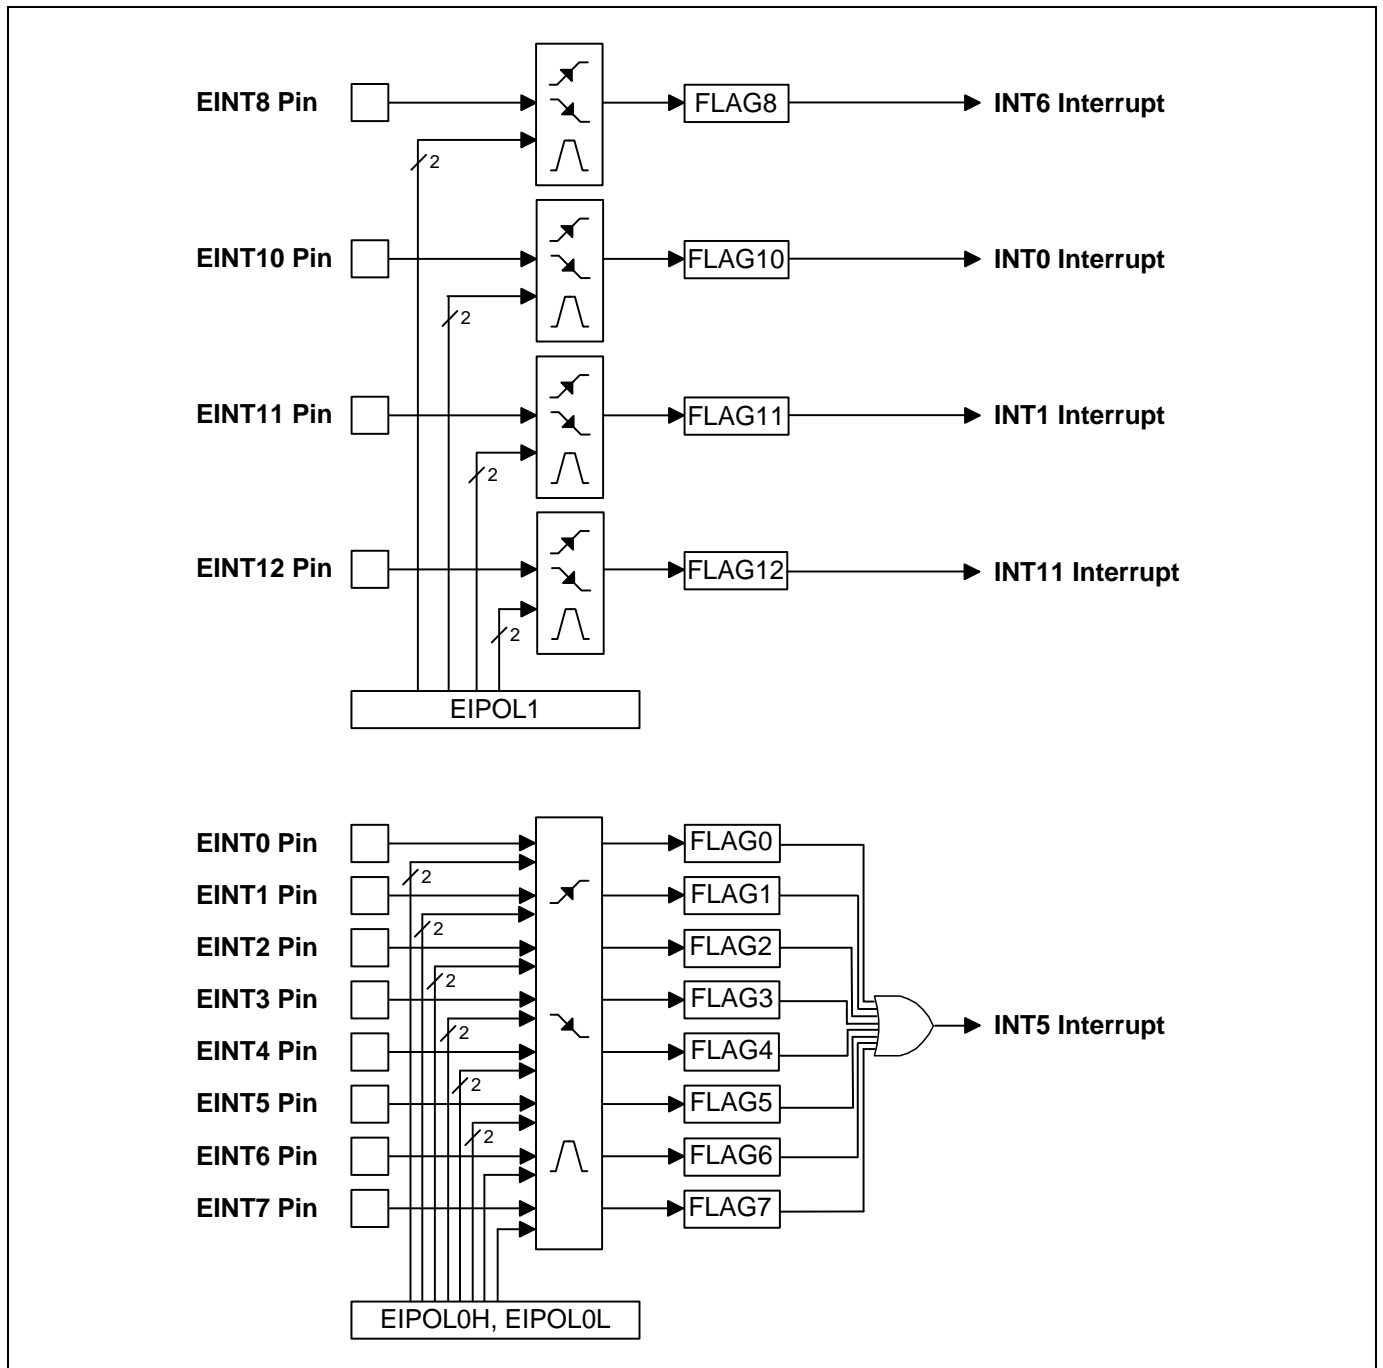 EINT8 Pin
FLAG8
INT6 Interrupt
2
EINT10 Pin
FLAG10
INT0 Interrupt
2
EINT11 Pin
FLAG11
INT1 Interrupt
2
EINT12 Pin
FLAG12
INT11 Interrupt
2
EIPOL1
EINT0 Pin
FLAG0
2
EINT1 Pin
FLAG1
2
EINT2 Pin
FLAG2
2
EINT3 Pin
FLAG3
INT5 Interrupt
2
EINT4 Pin
FLAG4
2
EINT5 Pin
FLAG5
2
EINT6 Pin
FLAG6
EINT7 Pin
FLAG7
EIPOL0H, EIPOL0L